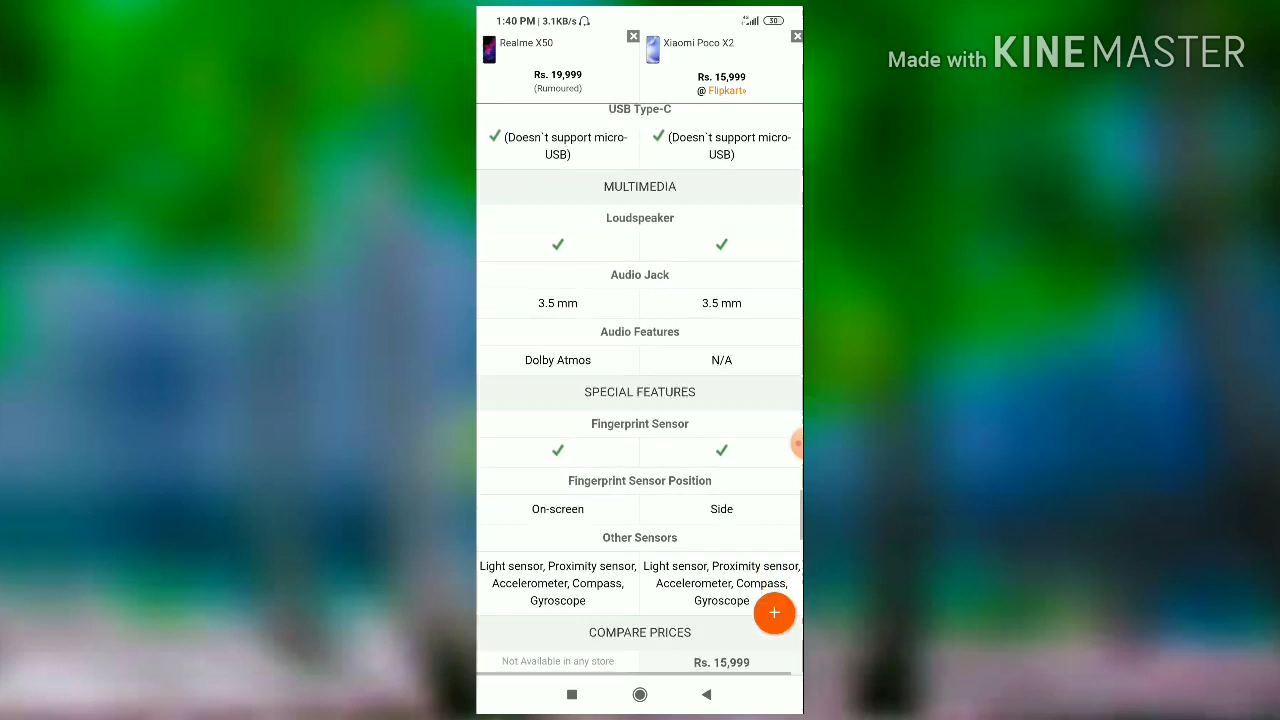 1:40 PM | 3.1KB/s
4G
30
Made with KINEMASTER
Realme X50
Xiaomi Poco X2
Rs. 19,999
Rs. 15,999
(Rumoured)
@ Flipkart»
USB Type-C
(Doesn`t support micro-
USB)
(Doesn`t support micro-
USB)
MULTIMEDIA
Loudspeaker
Audio Jack
3.5 mm
3.5 mm
Audio Features
Dolby Atmos
N/A
SPECIAL FEATURES
Fingerprint Sensor
Fingerprint Sensor Position
On-screen
Side
Other Sensors
Light sensor, Proximity sensor,
Accelerometer, Compass,
Gyroscope
Light sensor, Proximity sensor,
Accelerometer, Compass,
Gyroscope
COMPARE PRICES
Not Available in any store
Rs. 15,999